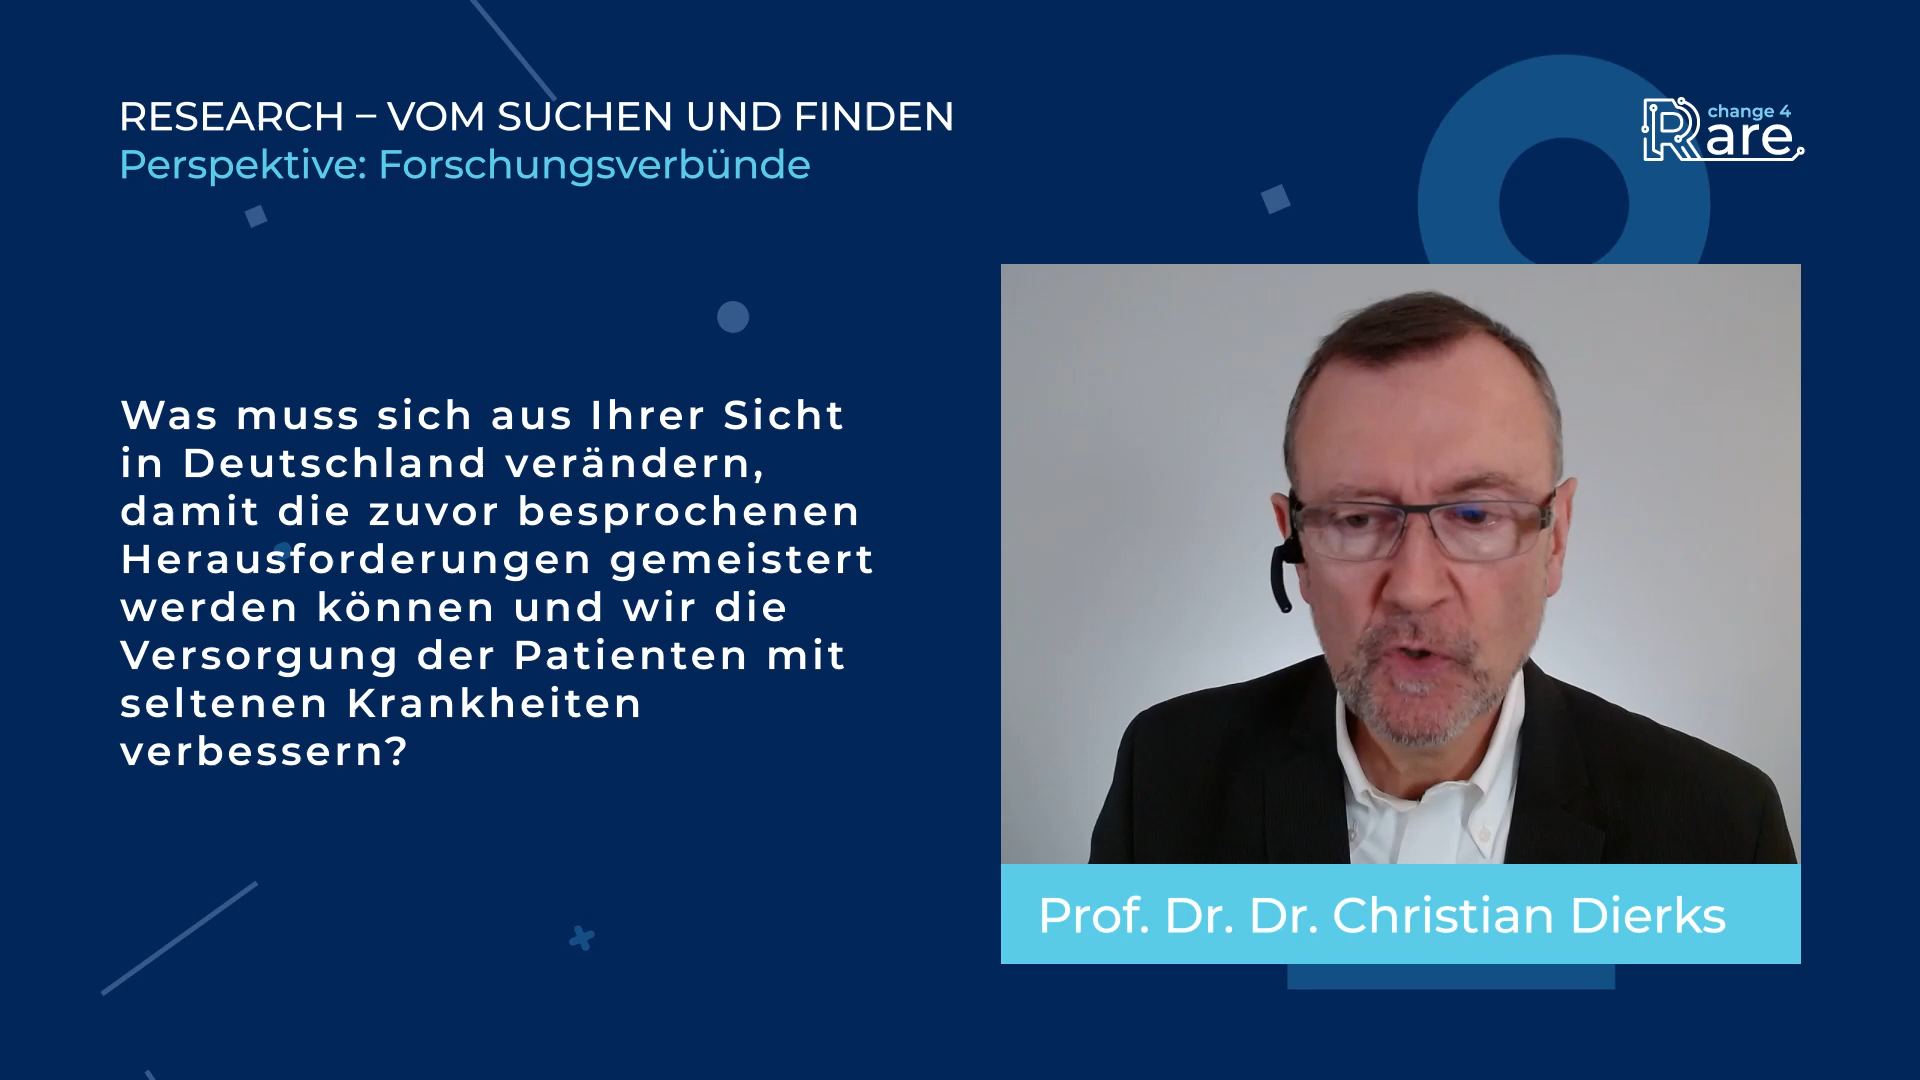 RESEARCH – VOM SUCHEN UND FINDEN
Perspektive: Forschungsverbünde
change 4
Rare
Was muss sich aus Ihrer Sicht
in Deutschland verändern,
damit die zuvor besprochenen
Herausforderungen gemeistert
werden können und wir die
Versorgung der Patienten mit
seltenen Krankheiten
verbessern?
Prof. Dr. Dr. Christian Dierks